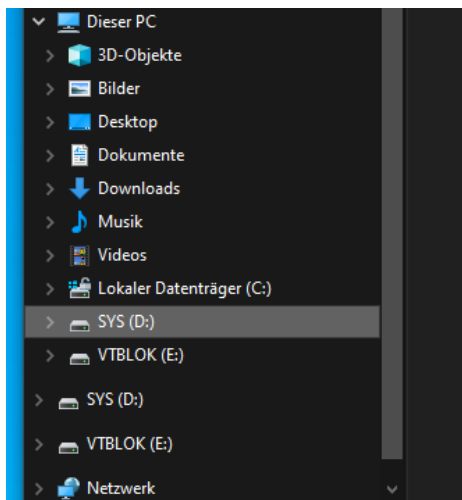 Dieser PC
3D-Objekte
Bilder
Desktop
Dokumente
Downloads
Musik
Videos
Lokaler Datenträger (C:)
SYS (D:)
VTBLOK (E:)
SYS (D:)
VTBLOK (E:)
Netzwerk